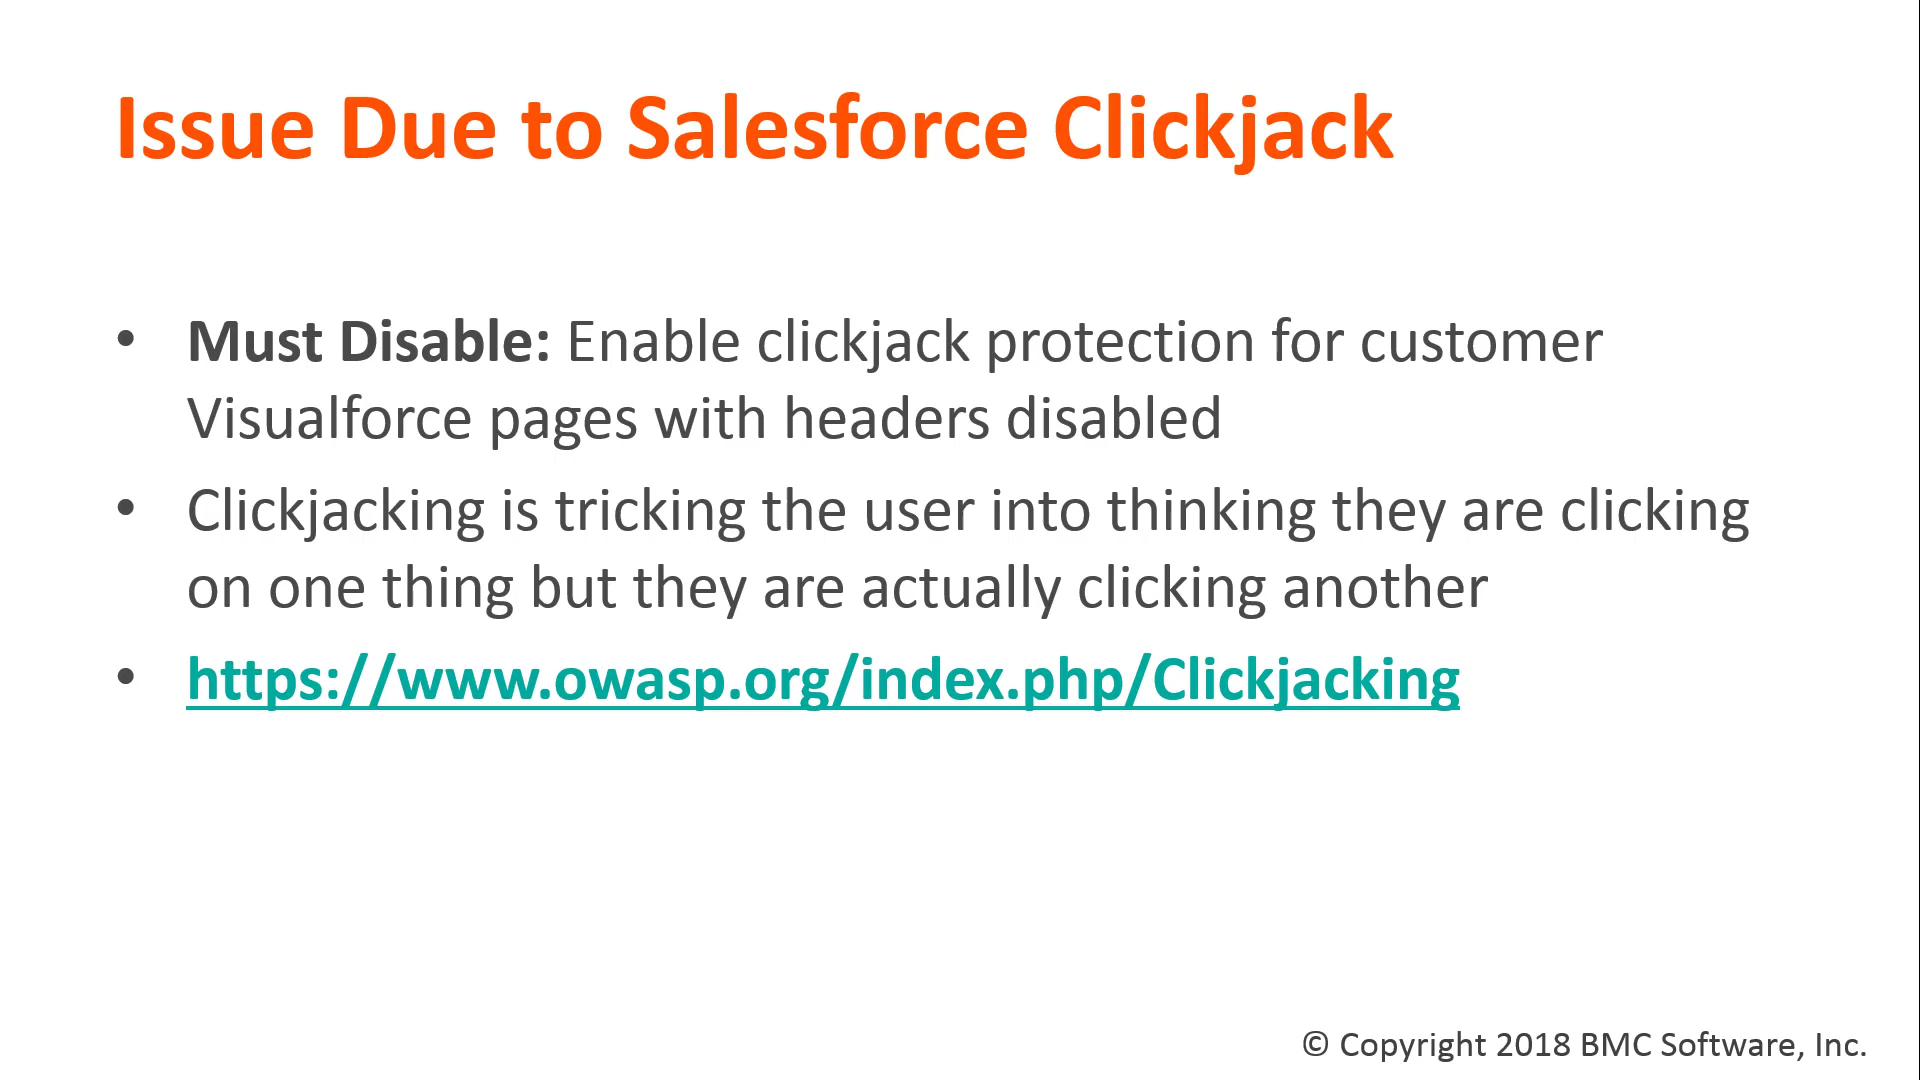 Issue Due to Salesforce Clickjack
• Must Disable: Enable clickjack protection for customer
Visualforce pages with headers disabled
• Clickjacking is tricking the user into thinking they are clicking
on one thing but they are actually clicking another
• https://www.owasp.org/index.php/Clickjacking
© Copyright 2018 BMC Software, Inc.